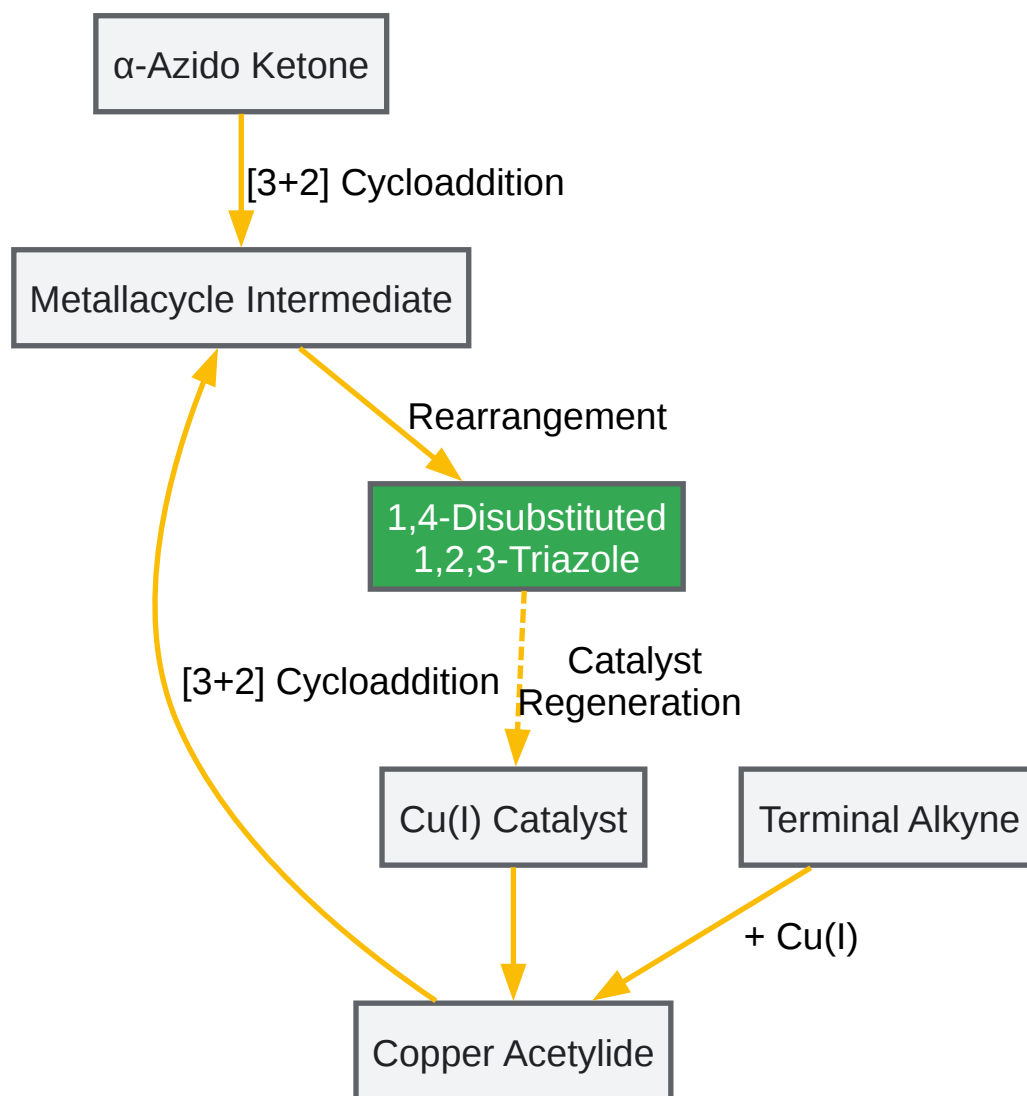 α-Azido Ketone
[3+2] Cycloaddition
Metallacycle Intermediate
Rearrangement
1,4-Disubstituted
1,2,3-Triazole
[3+2] Cycloaddition
Catalyst
Regeneration
Cu(I) Catalyst
Terminal Alkyne
+ Cu(I)
Copper Acetylide